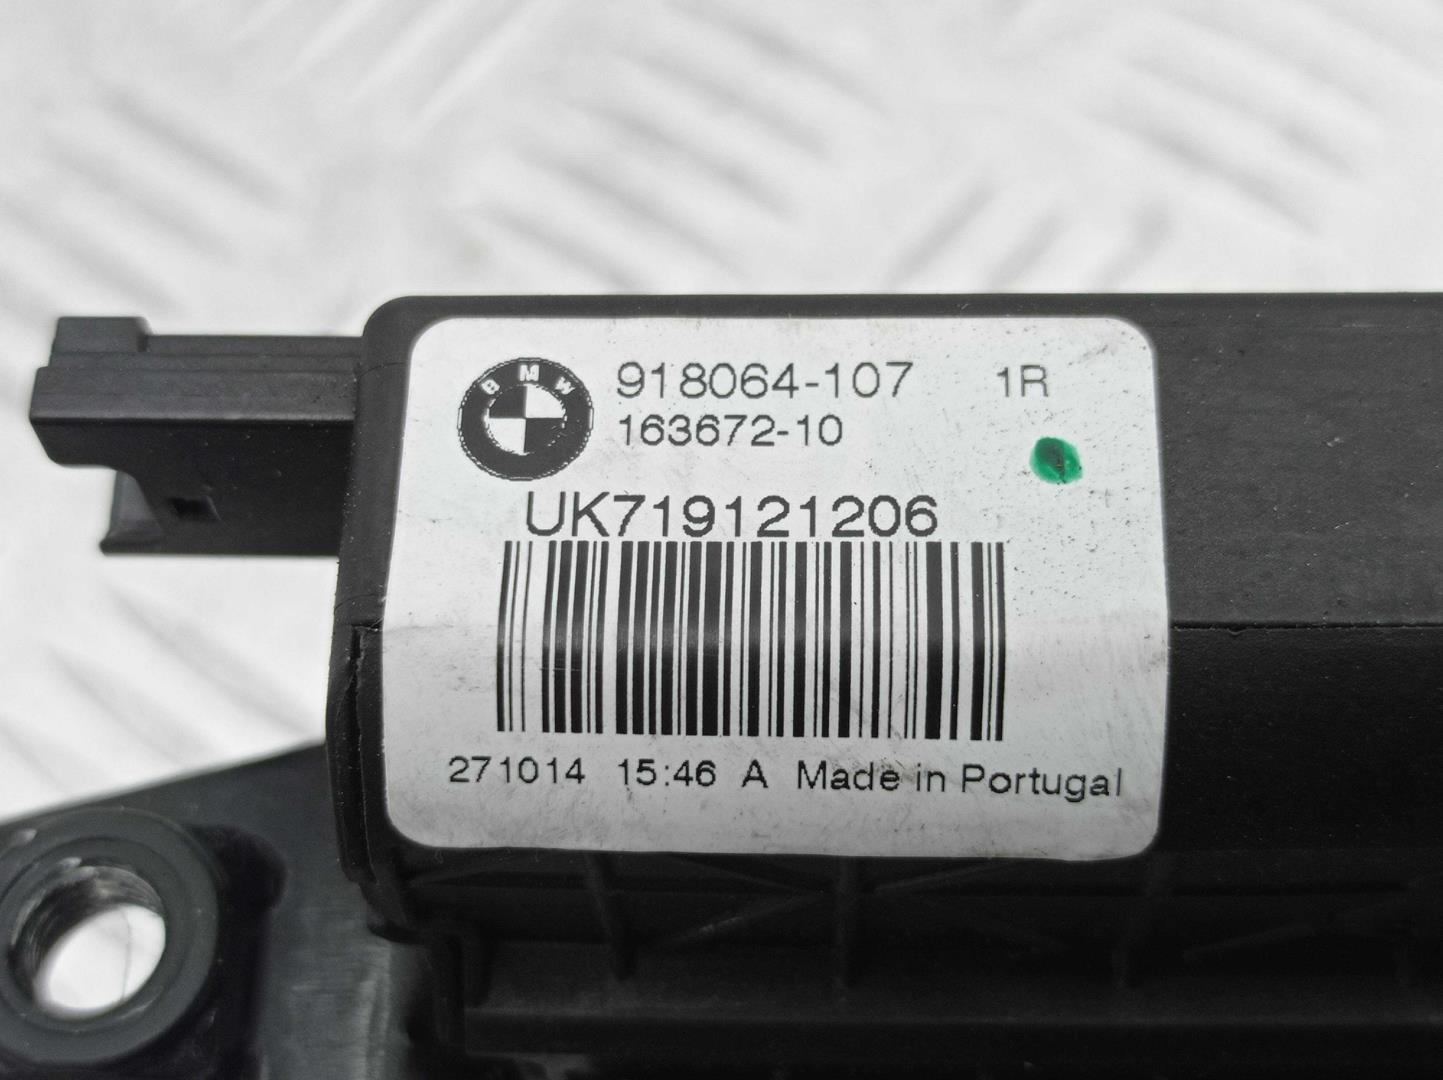 BMW
918064-107 1R
163672-10
UK719121206
271014 15:46 A Made in Portugal